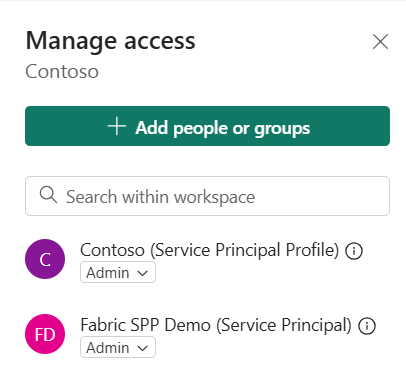 Manage access
Contoso
Add people or groups
Search within workspace
C
Contoso (Service Principal Profile)
Admin
FD
Fabric SPP Demo (Service Principal)
Admin